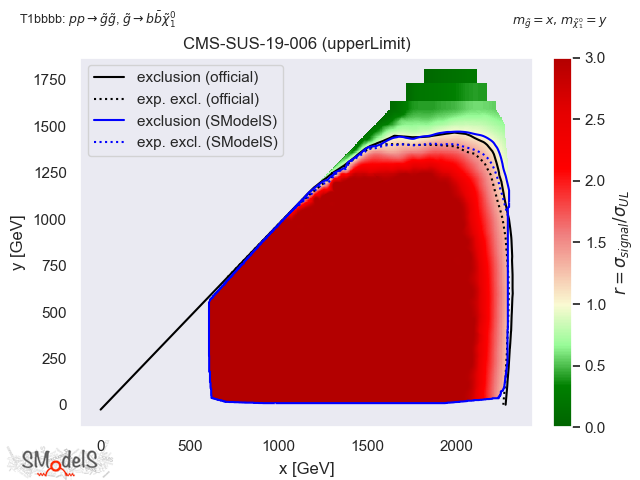 T1bbbb: pp → g̃g̃, g̃ → bb̄χ̃₁⁰
m_g̃ = x, m_χ̃₁⁰ = y
CMS-SUS-19-006 (upperLimit)
exclusion (official)
exp. excl. (official)
exclusion (SModelS)
exp. excl. (SModelS)
1750
1500
1250
1000
750
500
250
0
y [GeV]
0
500
1000
1500
2000
x [GeV]
3.0
2.5
2.0
1.5
1.0
0.5
0.0
r = σ_signal/σ_UL
SModelS